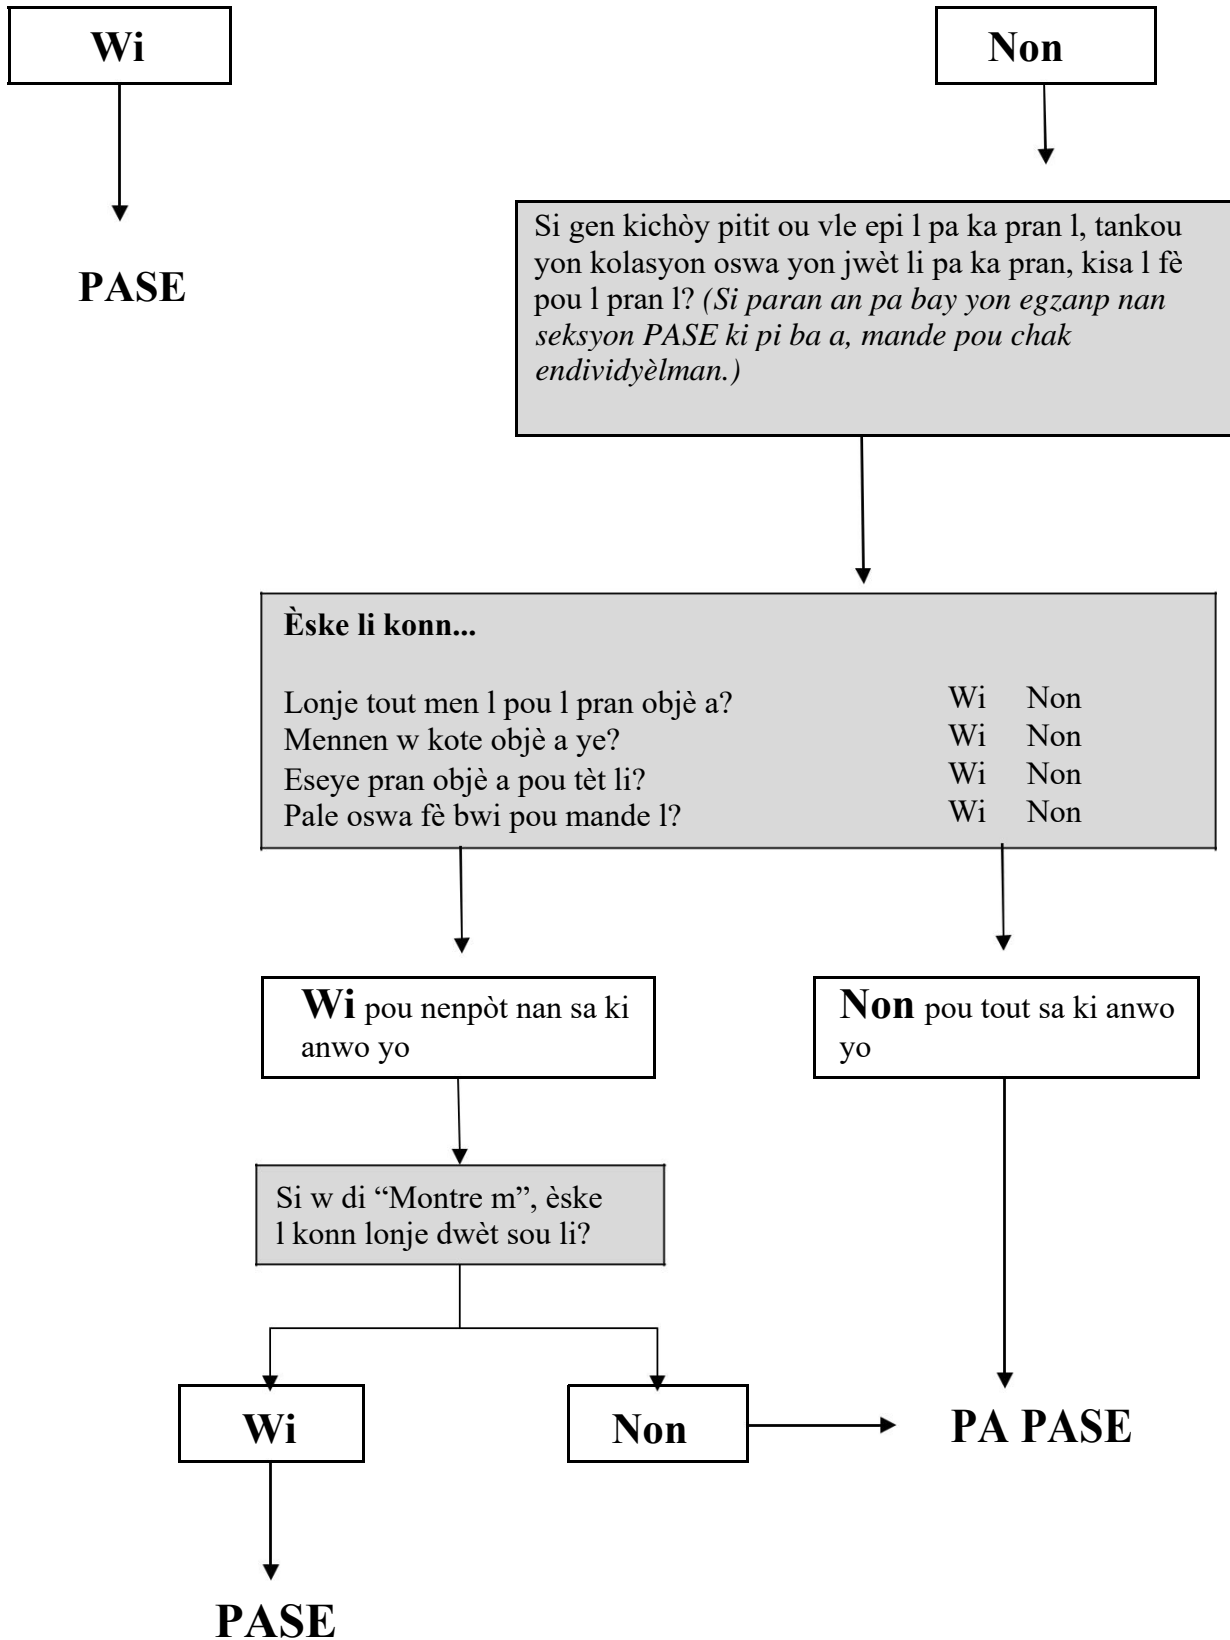 Wi
Non
PASE
Si gen kichòy pitit ou vle epi l pa ka pran l, tankou
yon kolasyon oswa yon jwèt li pa ka pran, kisa l fè
pou l pran l? (Si paran an pa bay yon egzanp nan
seksyon PASE ki pi ba a, mande pou chak
endividyèlman.)
Èske li konn...
Lonje tout men l pou l pran objè a? Wi Non
Mennen w kote objè a ye? Wi Non
Eseye pran objè a pou tèt li? Wi Non
Pale oswa fè bwi pou mande l? Wi Non
Wi pou nenpòt nan sa ki
anwo yo
Non pou tout sa ki anwo
yo
Si w di “Montre m”, èske
l konn lonje dwèt sou li?
Wi
Non
PA PASE
PASE